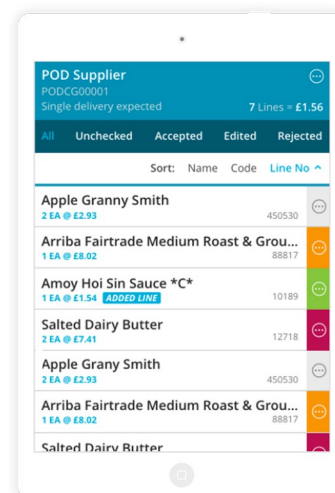 POD Supplier
PODCG00001
Single delivery expected 7 Lines = £1.56
All Unchecked Accepted Edited Rejected
Sort: Name Code Line No
Apple Granny Smith
2 EA @ £2.93 450530
Arriba Fairtrade Medium Roast & Grou...
1 EA @ £8.02 88817
Amoy Hoi Sin Sauce *C*
1 EA @ £1.54 ADDED LINE 10189
Salted Dairy Butter
2 EA @ £7.41 12718
Apple Grany Smith
2 EA @ £2.93 450530
Arriba Fairtrade Medium Roast & Grou...
1 EA @ £8.02 88817
Salted Dairy Butter